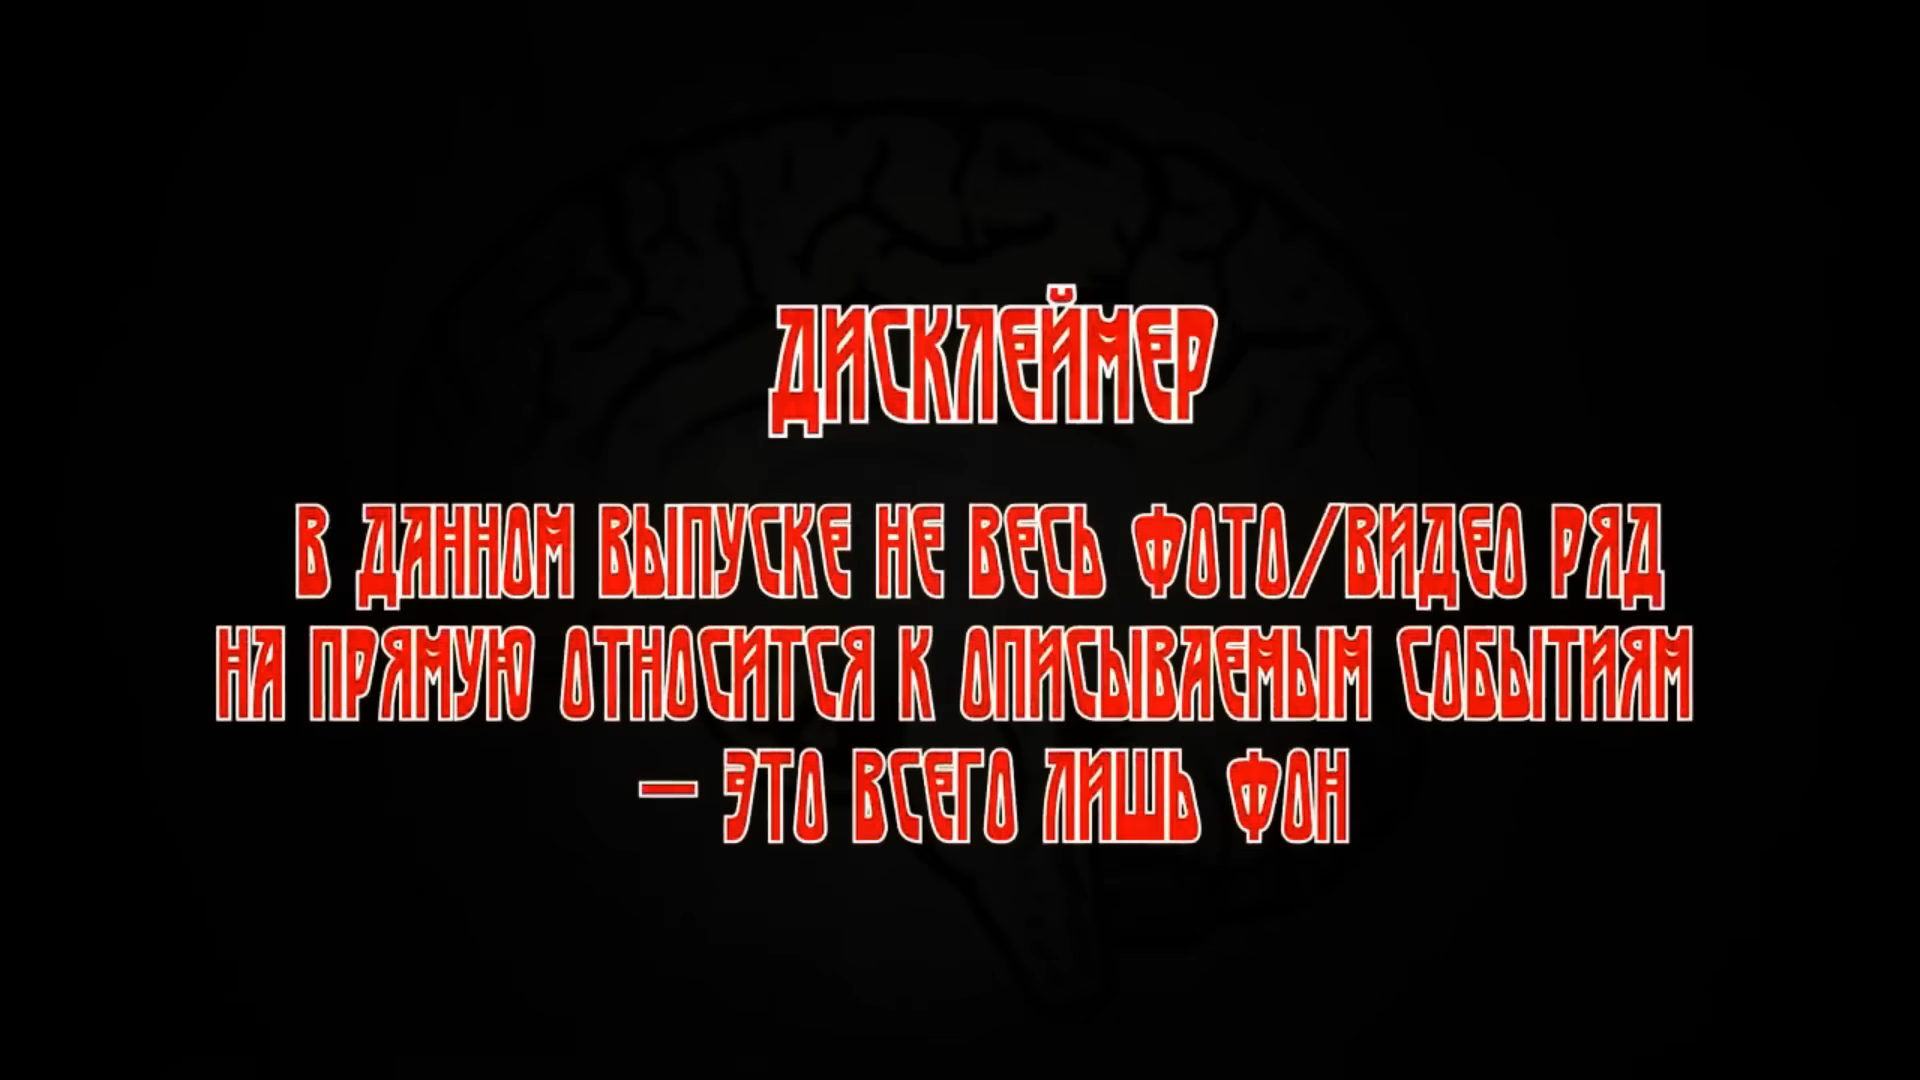 ДИСКЛЕЙМЕР
В ДАННОМ ВЫПУСКЕ НЕ ВЕСЬ ФОТО/ВИДЕО РЯД
НА ПРЯМУЮ ОТНОСИТСЯ К ОПИСЫВАЕМЫМ СОБЫТИЯМ
— ЭТО ВСЕГО ЛИШЬ ФОН